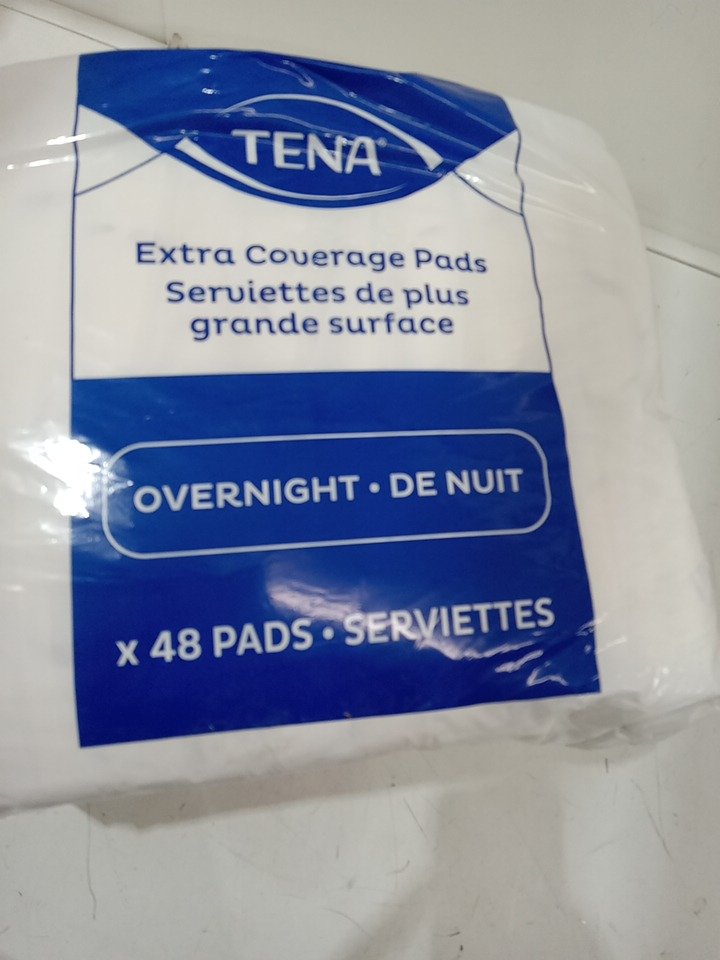 TENA®
Extra Coverage Pads
Serviettes de plus
grande surface
OVERNIGHT • DE NUIT
x 48 PADS • SERVIETTES